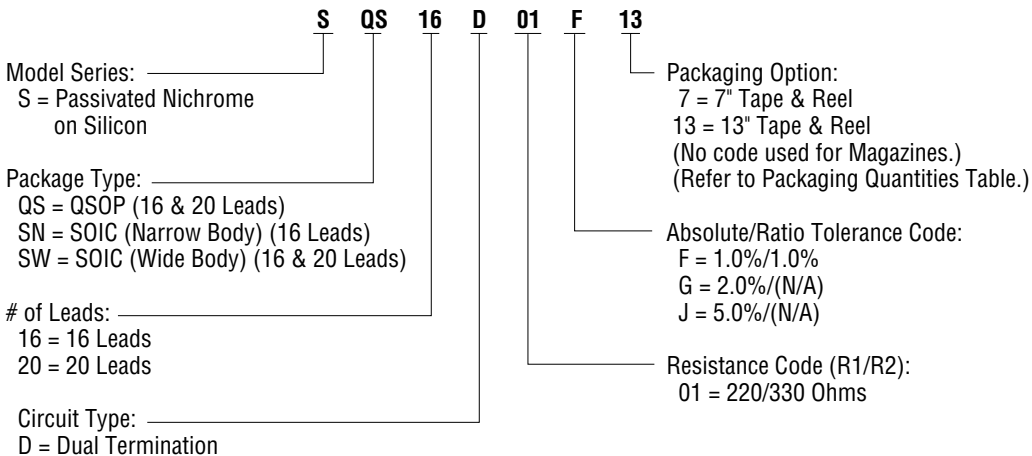 S QS 16 D 01 F 13
Model Series:
S = Passivated Nichrome
on Silicon
Package Type:
QS = QSOP (16 & 20 Leads)
SN = SOIC (Narrow Body) (16 Leads)
SW = SOIC (Wide Body) (16 & 20 Leads)
# of Leads:
16 = 16 Leads
20 = 20 Leads
Circuit Type:
D = Dual Termination
Packaging Option:
7 = 7" Tape & Reel
13 = 13" Tape & Reel
(No code used for Magazines.)
(Refer to Packaging Quantities Table.)
Absolute/Ratio Tolerance Code:
F = 1.0%/1.0%
G = 2.0%/(N/A)
J = 5.0%/(N/A)
Resistance Code (R1/R2):
01 = 220/330 Ohms